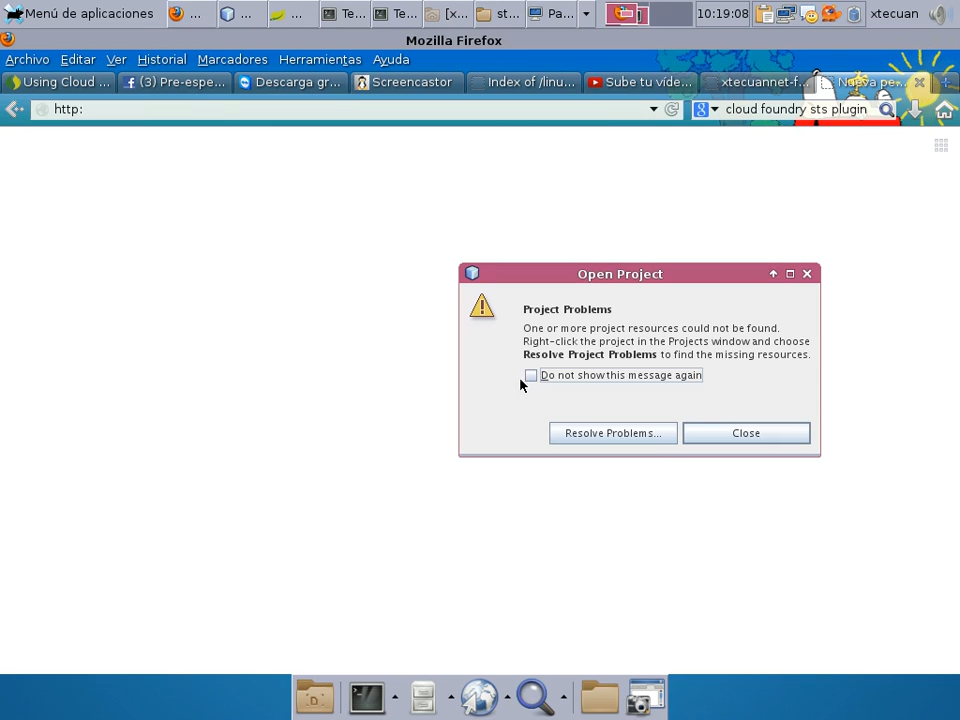 Menú de aplicaciones
...
...
...
Te...
Te...
[x...
st...
Pa...
10:19:08
xtecuan
Mozilla Firefox
Archivo Editar Ver Historial Marcadores Herramientas Ayuda
Using Cloud ...
(3) Pre-espe...
Descarga gr...
Screencastor
Index of /linu...
Sube tu víde...
xtecuannet-f...
Nueva pe...
http:
cloud foundry sts plugin
Open Project
Project Problems
One or more project resources could not be found.
Right-click the project in the Projects window and choose
Resolve Project Problems to find the missing resources.
Do not show this message again
Resolve Problems...
Close